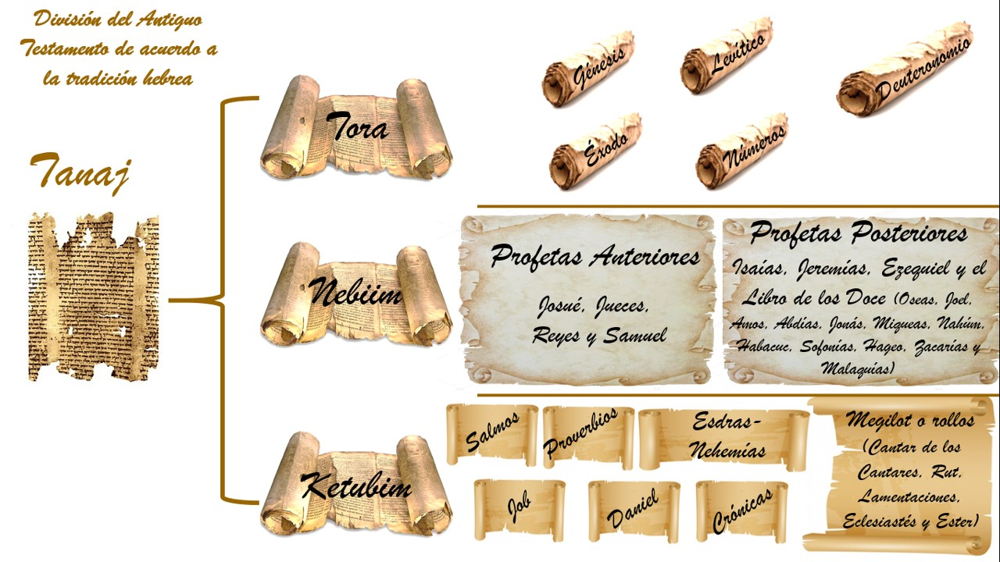 División del Antiguo
Testamento de acuerdo a
la tradición hebrea
Tanaj
Tora
Génesis
Levítico
Deuteronomio
Éxodo
Números
Nebiim
Profetas Anteriores
Josué, Jueces,
Reyes y Samuel
Profetas Posteriores
Isaías, Jeremías, Ezequiel y el
Libro de los Doce (Oseas, Joel,
Amos, Abdías, Jonás, Miqueas, Nahúm,
Habacuc, Sofonías, Hageo, Zacarías y
Malaquías)
Ketubim
Salmos
Proverbios
Esdras-
Nehemías
Job
Daniel
Crónicas
Megilot o rollos
(Cantar de los
Cantares, Rut,
Lamentaciones,
Eclesiastés y Ester)